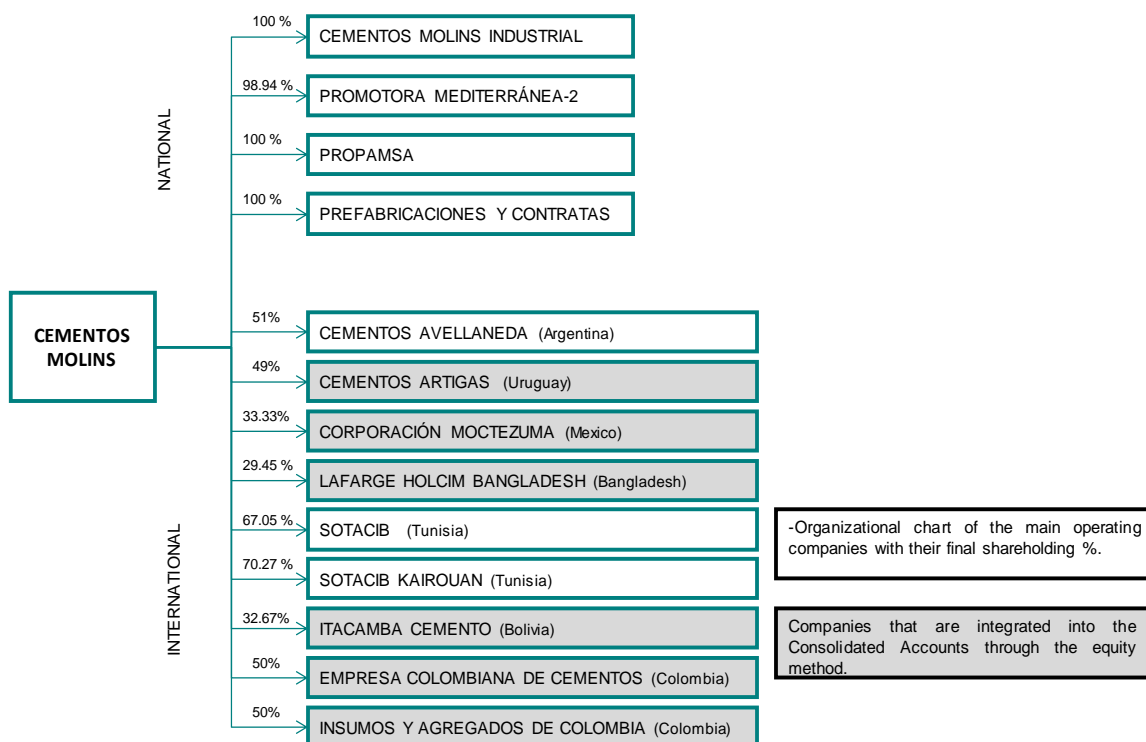 100 %
CEMENTOS MOLINS INDUSTRIAL
98.94 %
PROMOTORA MEDITERRÁNEA-2
100 %
PROPAMSA
100 %
PREFABRICACIONES Y CONTRATAS
NATIONAL
CEMENTOS
MOLINS
51%
CEMENTOS AVELLANEDA (Argentina)
49%
CEMENTOS ARTIGAS (Uruguay)
33.33%
CORPORACIÓN MOCTEZUMA (Mexico)
29.45 %
LAFARGE HOLCIM BANGLADESH (Bangladesh)
67.05 %
SOTACIB (Tunisia)
70.27 %
SOTACIB KAIROUAN (Tunisia)
32.67%
ITACAMBA CEMENTO (Bolivia)
50%
EMPRESA COLOMBIANA DE CEMENTOS (Colombia)
50%
INSUMOS Y AGREGADOS DE COLOMBIA (Colombia)
INTERNATIONAL
-Organizational chart of the main operating
companies with their final shareholding %.
Companies that are integrated into the
Consolidated Accounts through the equity
method.